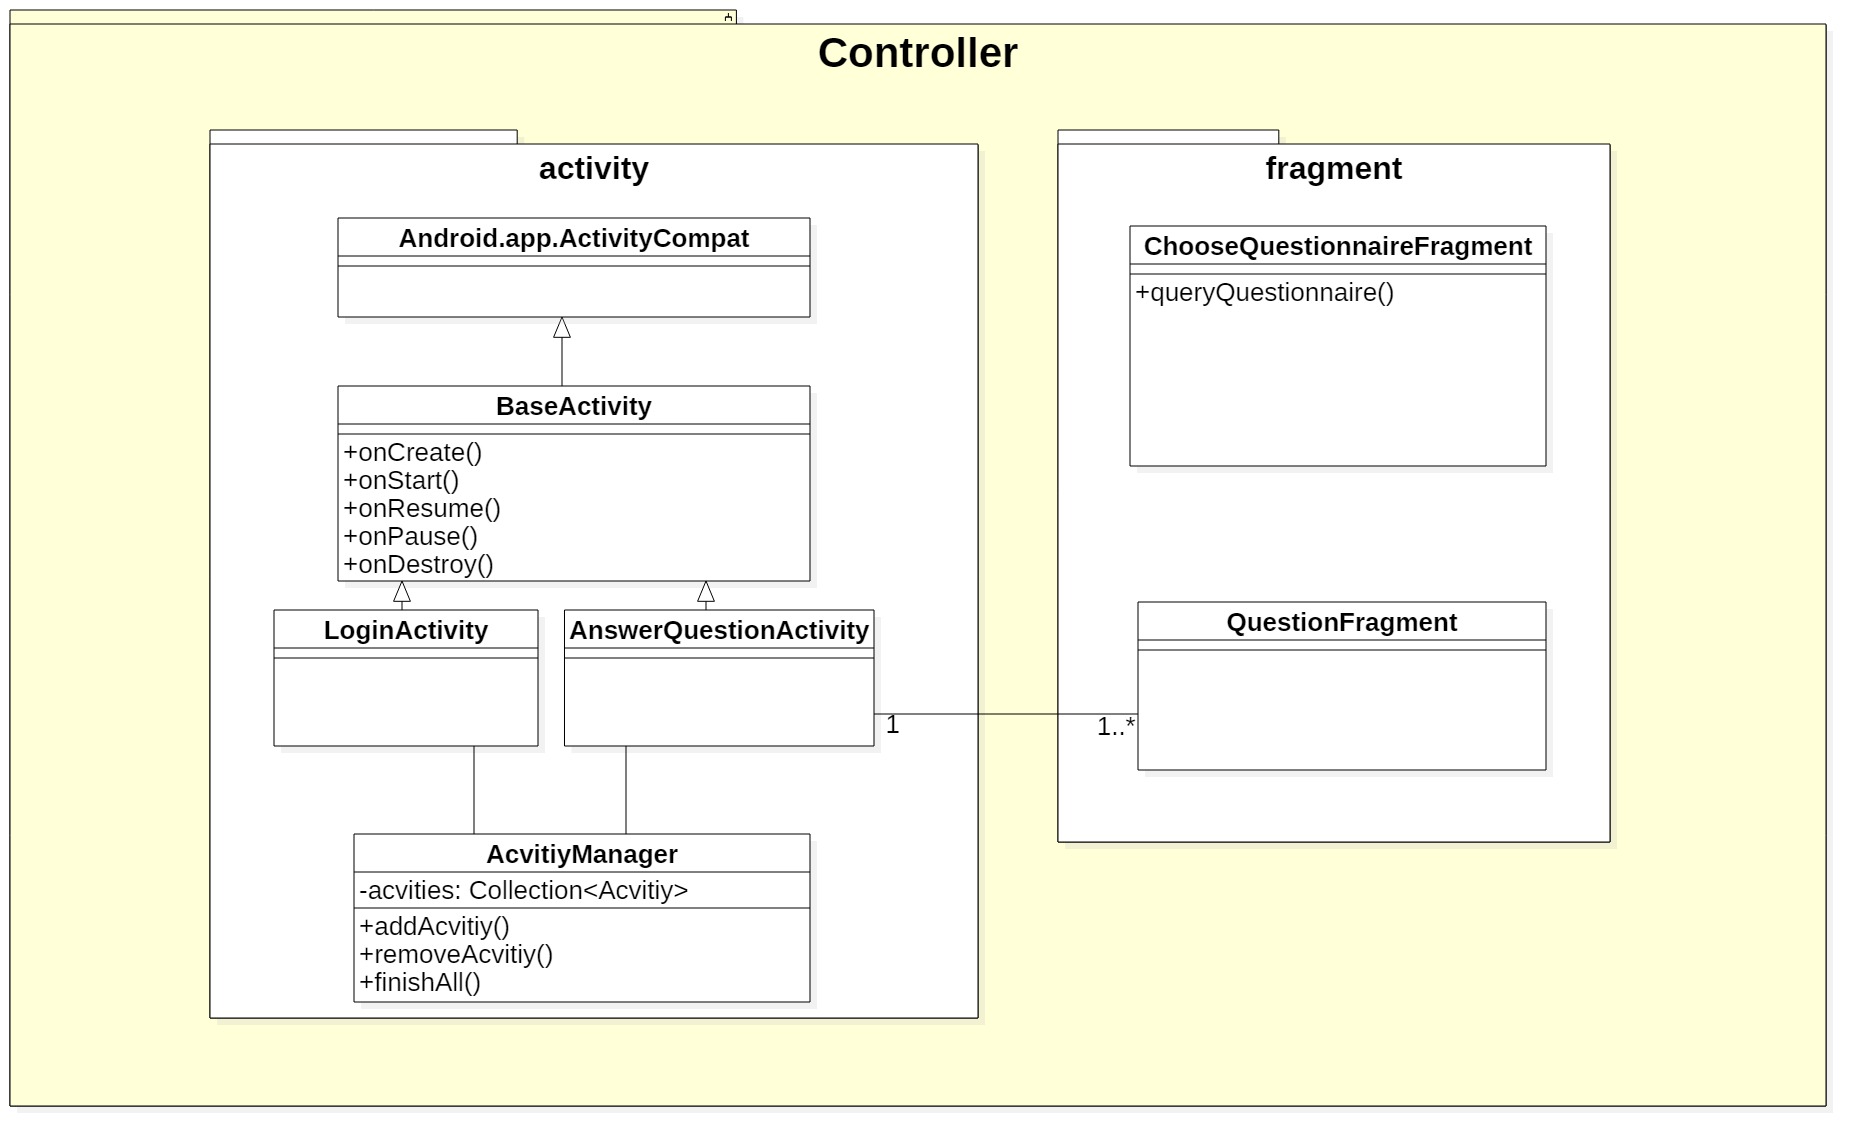 Controller
activity
Android.app.ActivityCompat
BaseActivity
+onCreate()
+onStart()
+onResume()
+onPause()
+onDestroy()
LoginActivity
AnswerQuestionActivity
1
1..*
AcvitiyManager
-acvities: Collection<Acvitiy>
+addAcvitiy()
+removeAcvitiy()
+finishAll()
fragment
ChooseQuestionnaireFragment
+queryQuestionnaire()
QuestionFragment